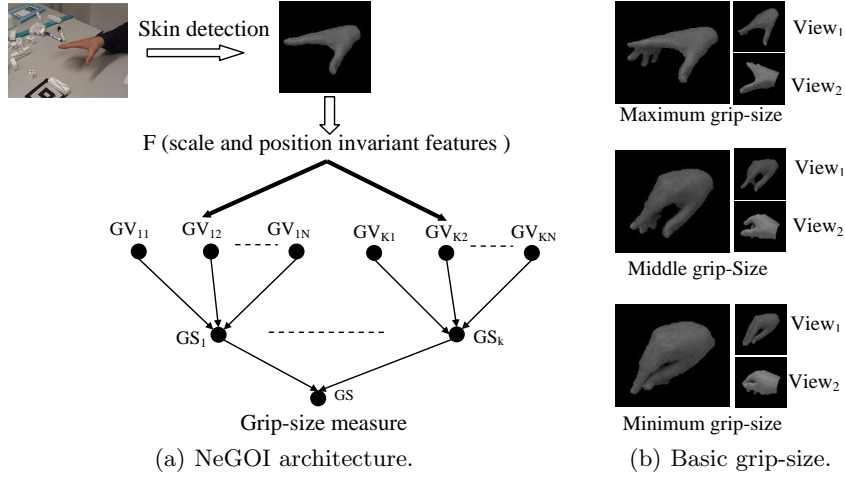 Skin detection
F (scale and position invariant features )
GV11 GV12 GV1N GVK1 GVK2 GVKN
GS1 GSk
GS
Grip-size measure
(a) NeGOI architecture.
View1
View2
Maximum grip-size
View1
View2
Middle grip-Size
View1
View2
Minimum grip-size
(b) Basic grip-size.